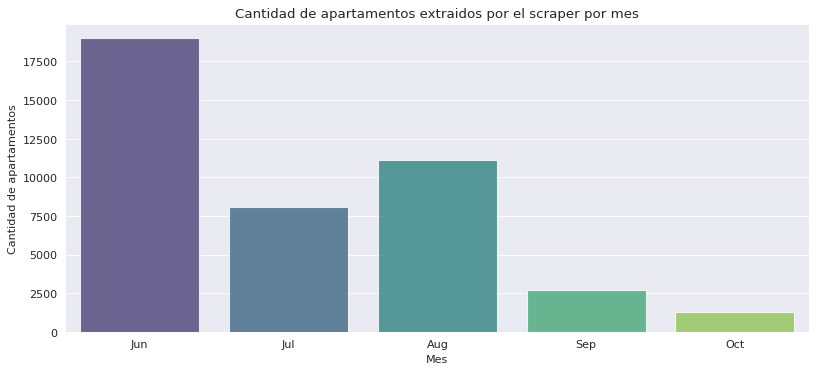 Cantidad de apartamentos extraidos por el scraper por mes
Cantidad de apartamentos
17500
15000
12500
10000
7500
5000
2500
0
Jun Jul Aug Sep Oct
Mes